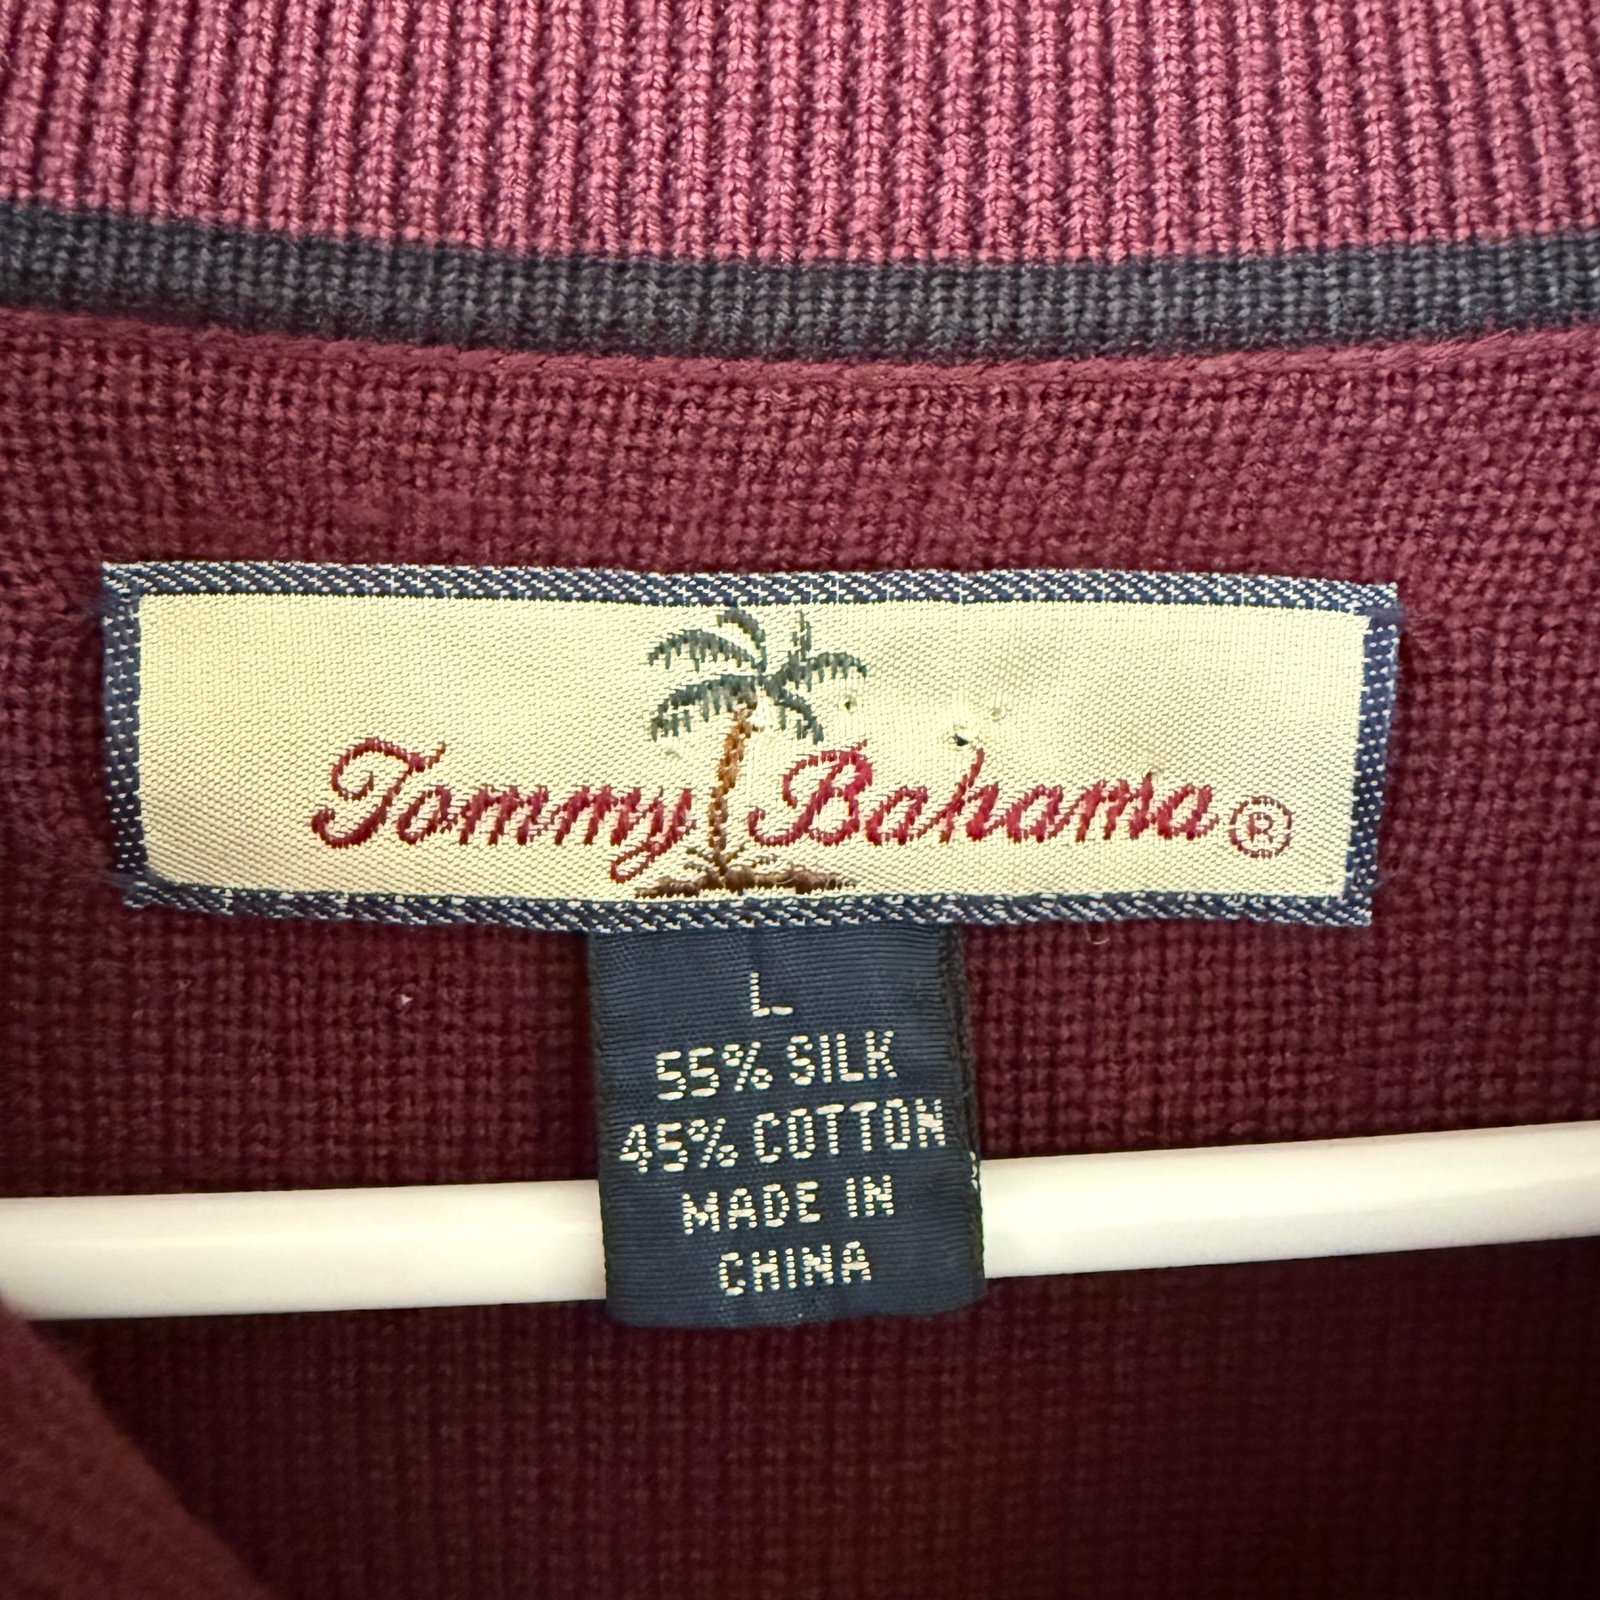 Tommy Bahama ®
L
55% SILK
45% COTTON
MADE IN
CHINA